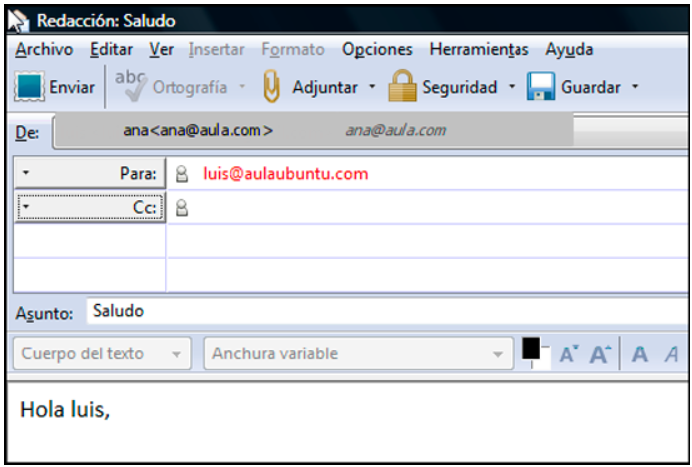 Redacción: Saludo
Archivo Editar Ver Insertar Formato Opciones Herramientas Ayuda
Enviar abc Ortografía Adjuntar Seguridad Guardar
De: ana<ana@aula.com> ana@aula.com
Para: luis@aulaubuntu.com
Cc:
Asunto: Saludo
Cuerpo del texto Anchura variable A A A A
Hola luis,